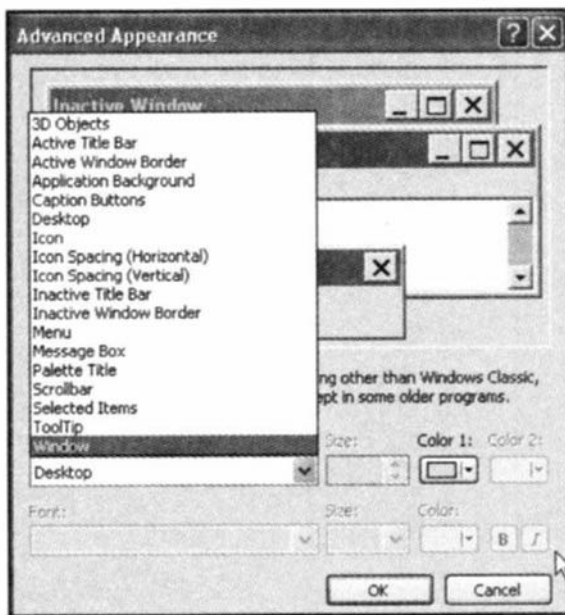 Advanced Appearance
Inactive Window
3D Objects
Active Title Bar
Active Window Border
Application Background
Caption Buttons
Desktop
Icon
Icon Spacing (Horizontal)
Icon Spacing (Vertical)
Inactive Title Bar
Inactive Window Border
Menu
Message Box
Palette Title
Scrollbar
Selected Items
ToolTip
Window
ng other than Windows Classic,
ept in some older programs.
Size: Color 1: Color 2:
Desktop
Font: Size: Color:
B I
OK Cancel